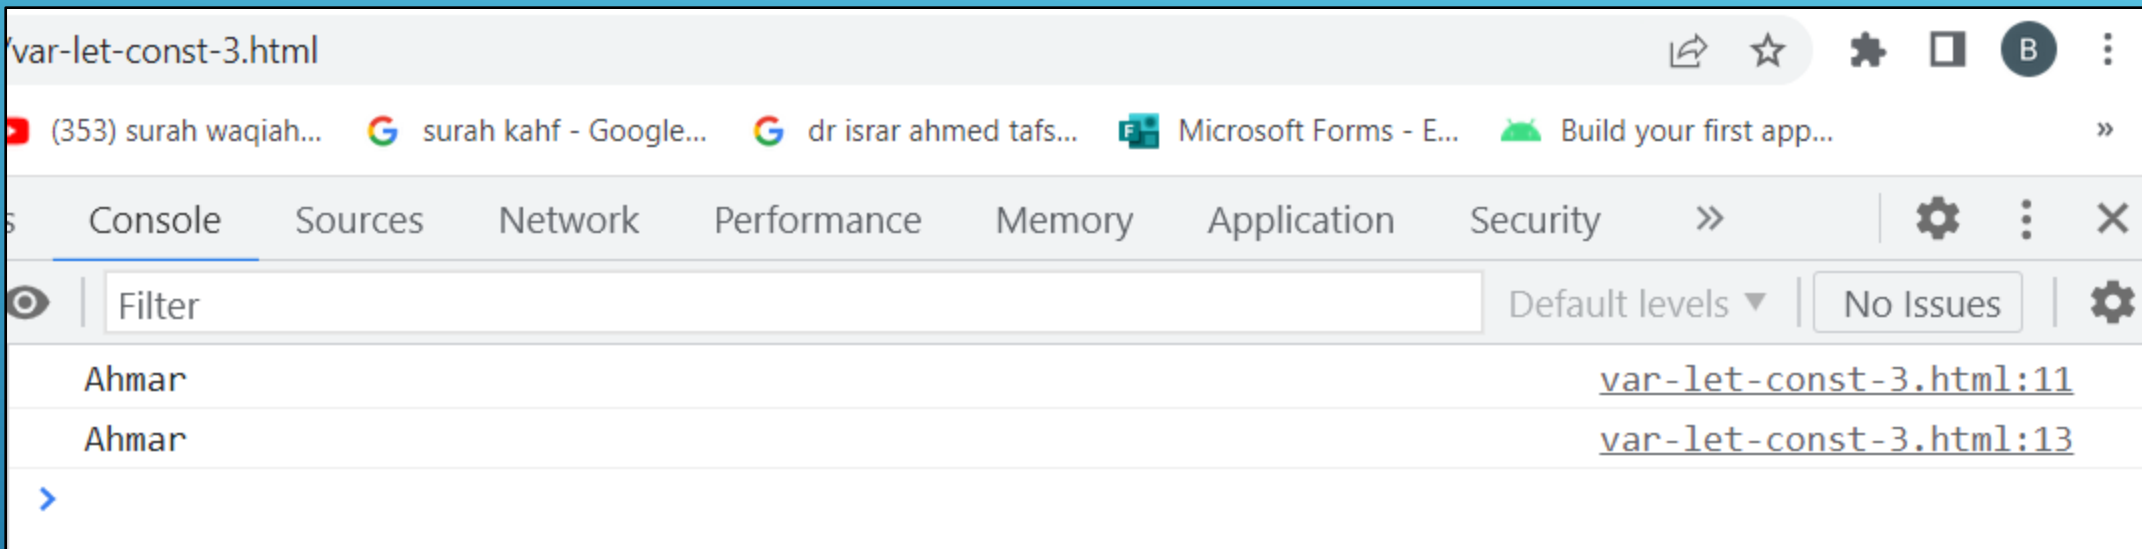 /var-let-const-3.html B
(353) surah waqiah... surah kahf - Google... dr israr ahmed tafs... Microsoft Forms - E... Build your first app... »
s Console Sources Network Performance Memory Application Security »
Filter Default levels ▼ No Issues
Ahmar var-let-const-3.html:11
Ahmar var-let-const-3.html:13